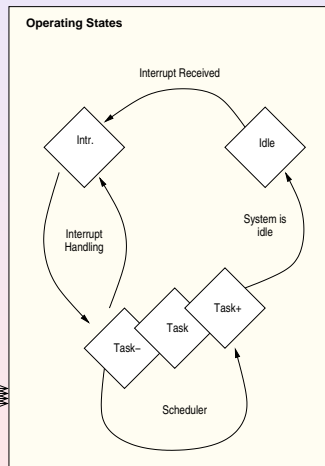 Operating States
Interrupt Received
Intr.
Idle
System is
idle
Interrupt
Handling
Task+
Task
Task−
Scheduler